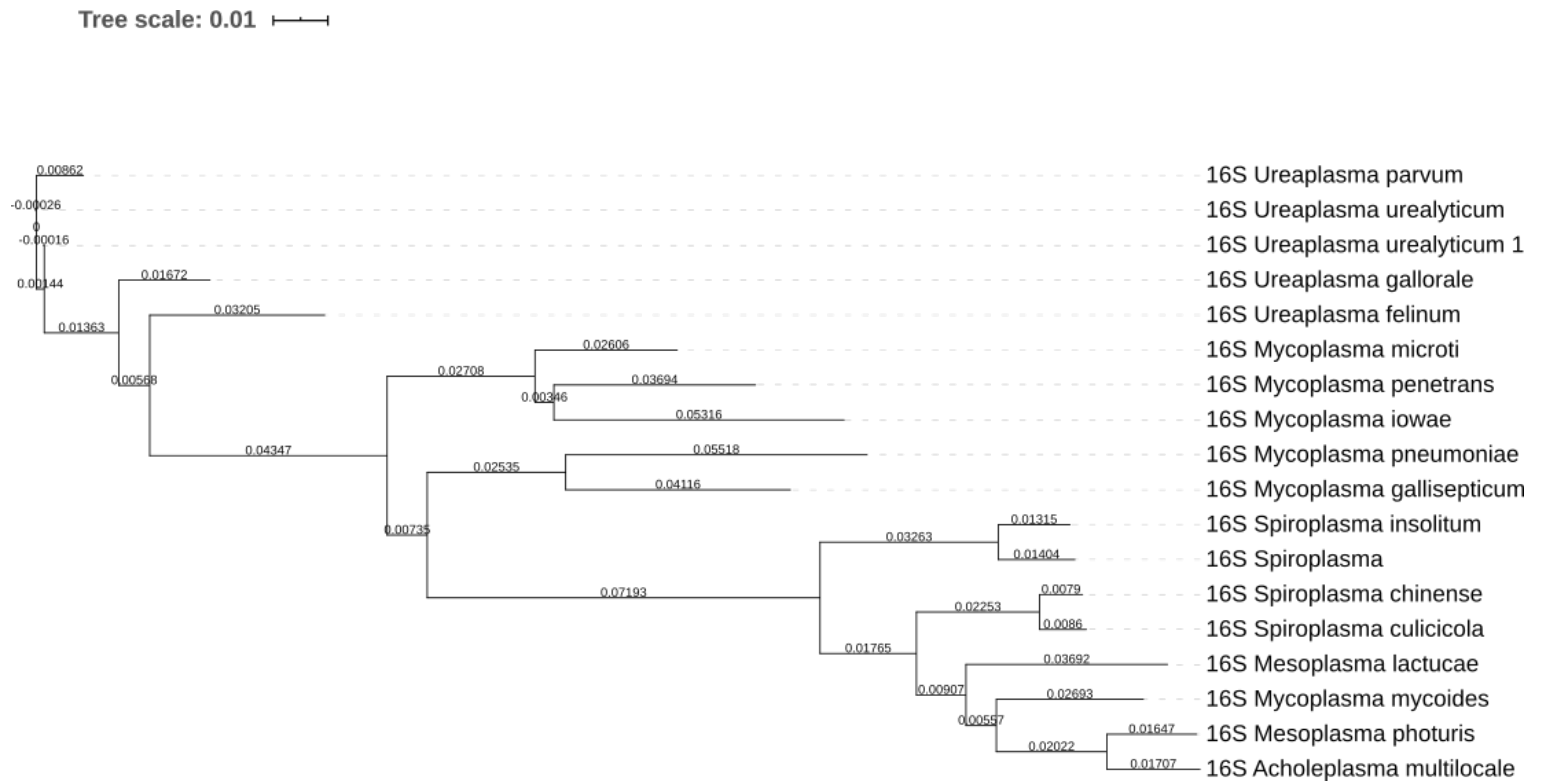 Tree scale: 0.01
0.00862
16S Ureaplasma parvum
-0.00026
16S Ureaplasma urealyticum
0
-0.00016
16S Ureaplasma urealyticum 1
0.01672
16S Ureaplasma gallorale
0.00144
0.03205
16S Ureaplasma felinum
0.01363
0.02606
16S Mycoplasma microti
0.02708
0.00568
0.03694
16S Mycoplasma penetrans
0.00346
0.05316
16S Mycoplasma iowae
0.04347
0.05518
16S Mycoplasma pneumoniae
0.02535
0.04116
16S Mycoplasma gallisepticum
0.00735
0.01315
16S Spiroplasma insolitum
0.03263
0.01404
16S Spiroplasma
0.07193
0.0079
16S Spiroplasma chinense
0.02253
0.0086
16S Spiroplasma culicicola
0.01765
0.03692
16S Mesoplasma lactucae
0.00907
0.02693
16S Mycoplasma mycoides
0.00557
0.01647
16S Mesoplasma photuris
0.02022
0.01707
16S Acholeplasma multilocale